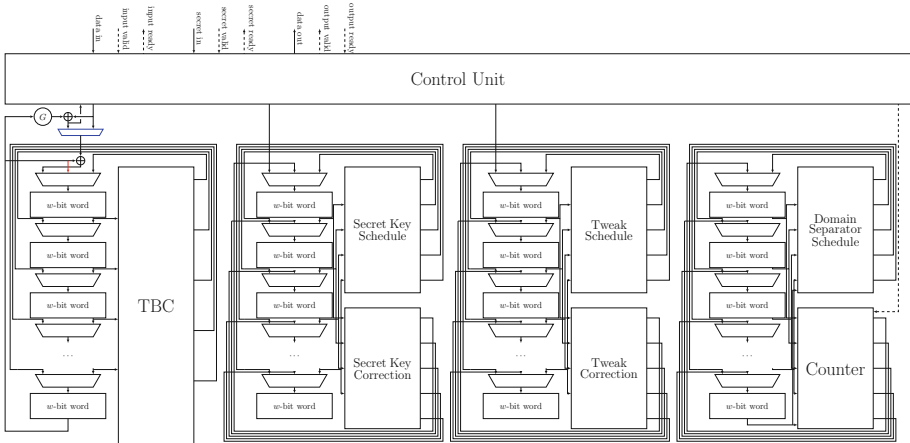 data in
input valid
input ready
secret in
secret valid
secret ready
data out
output valid
output ready
Control Unit
G
w-bit word
w-bit word
w-bit word
...
w-bit word
TBC
w-bit word
w-bit word
w-bit word
...
w-bit word
Secret Key
Schedule
Secret Key
Correction
w-bit word
w-bit word
w-bit word
...
w-bit word
Tweak
Schedule
Tweak
Correction
w-bit word
w-bit word
w-bit word
...
w-bit word
Domain
Separator
Schedule
Counter